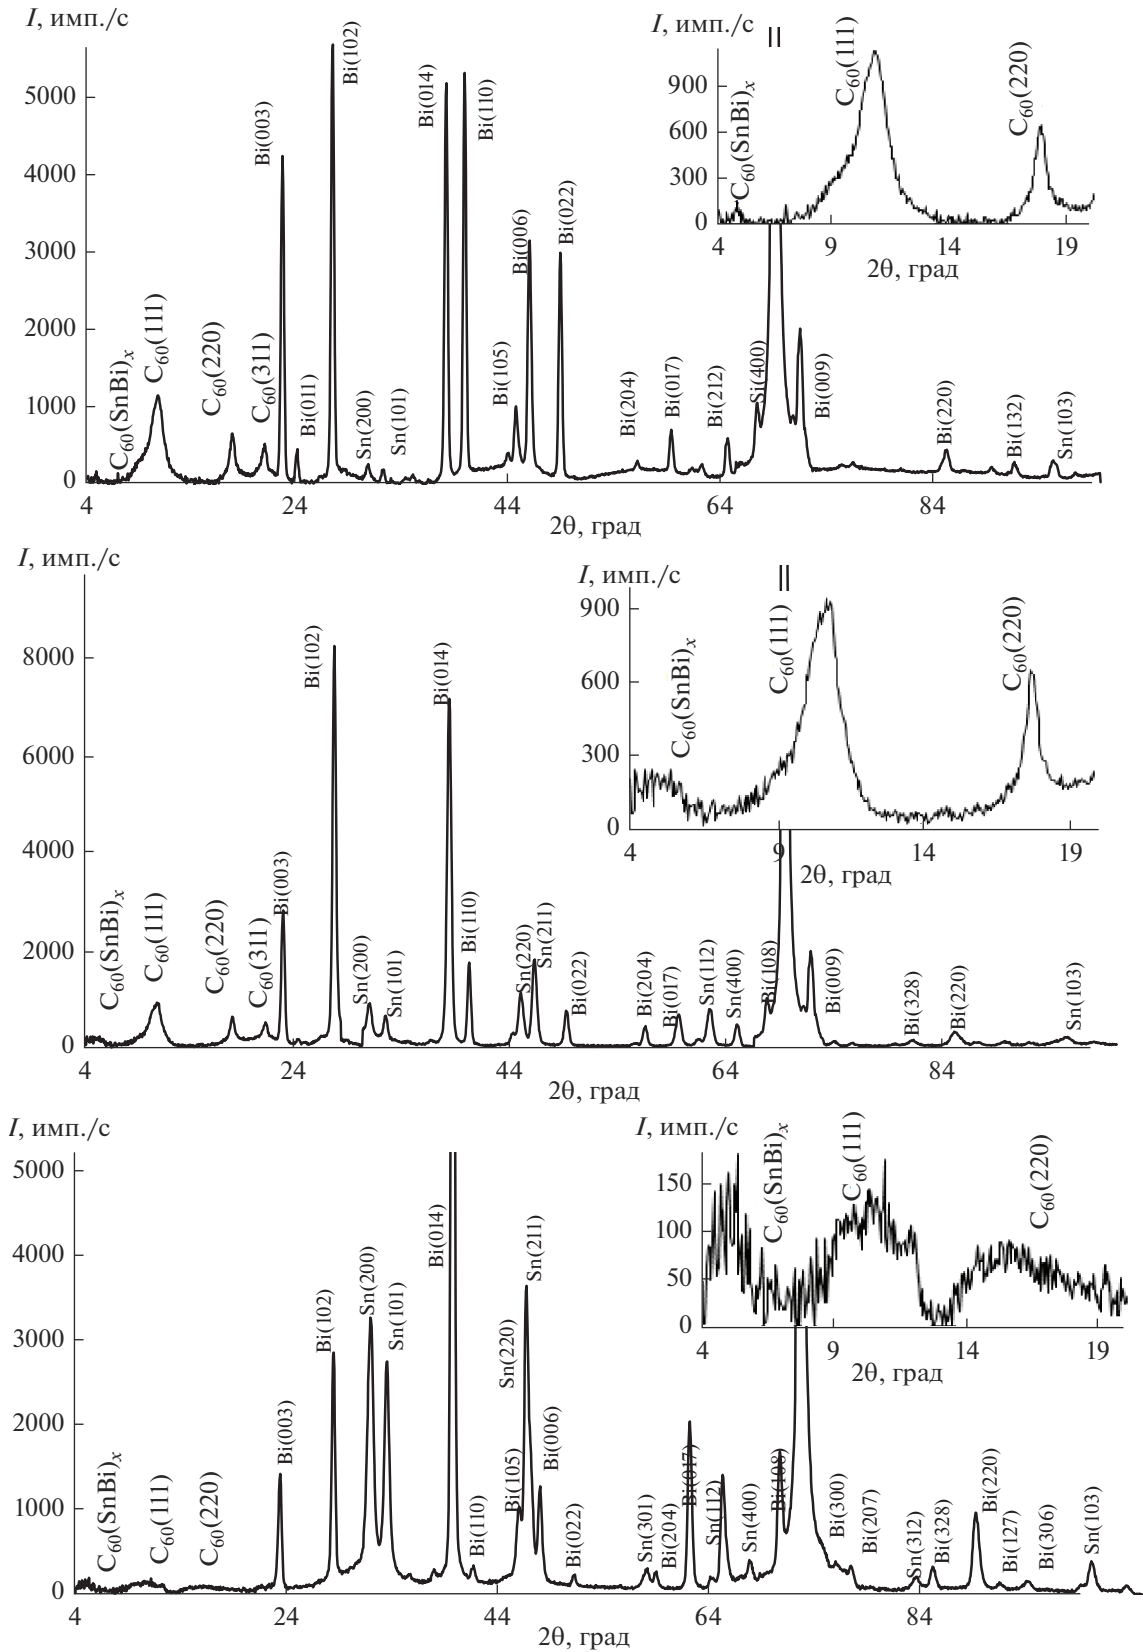 I, имп./с
5000
4000
3000
2000
1000
0
C₆₀(SnBi)ₓ
C₆₀(111)
C₆₀(220)
C₆₀(311)
Bi(003)
Bi(011)
Bi(102)
Sn(200)
Sn(101)
Bi(014)
Bi(110)
Bi(105)
Bi(006)
Bi(022)
Bi(204)
Bi(017)
Bi(212)
Si(400)
Bi(009)
Bi(220)
Bi(132)
Sn(103)
4 24 44 64 84
2θ, град
I, имп./с
900
600
300
0
C₆₀(SnBi)ₓ
C₆₀(111)
C₆₀(220)
4 9 14 19
2θ, град
I, имп./с
8000
6000
4000
2000
0
C₆₀(SnBi)ₓ
C₆₀(111)
C₆₀(220)
C₆₀(311)
Bi(003)
Bi(102)
Sn(200)
Sn(101)
Bi(014)
Bi(110)
Sn(220)
Sn(211)
Bi(022)
Bi(204)
Bi(017)
Sn(112)
Sn(400)
Bi(108)
Bi(009)
Bi(328)
Bi(220)
Sn(103)
4 24 44 64 84
2θ, град
I, имп./с
900
600
300
0
C₆₀(SnBi)ₓ
C₆₀(111)
C₆₀(220)
4 9 14 19
2θ, град
I, имп./с
5000
4000
3000
2000
1000
0
C₆₀(SnBi)ₓ
C₆₀(111)
C₆₀(220)
Bi(003)
Bi(102)
Sn(200)
Sn(101)
Bi(014)
Bi(110)
Bi(105)
Sn(220)
Sn(211)
Bi(006)
Bi(022)
Sn(301)
Bi(204)
Bi(017)
Sn(112)
Sn(400)
Bi(108)
Bi(300)
Bi(207)
Sn(312)
Bi(328)
Bi(220)
Bi(127)
Bi(306)
Sn(103)
4 24 44 64 84
2θ, град
I, имп./с
150
100
50
0
C₆₀(SnBi)ₓ
C₆₀(111)
C₆₀(220)
4 9 14 19
2θ, град